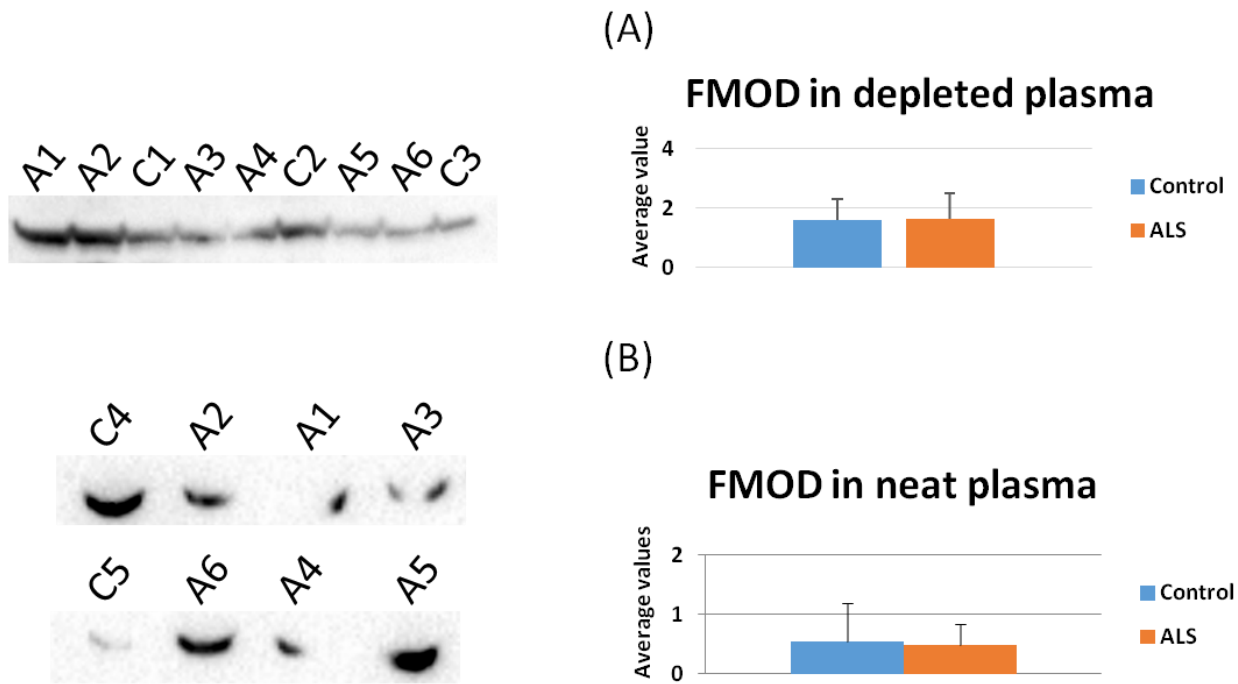 (A)
A1 A2 C1 A3 A4 C2 A5 A6 C3
FMOD in depleted plasma
Average value
4
2
0
Control
ALS
(B)
C4 A2 A1 A3
C5 A6 A4 A5
FMOD in neat plasma
Average values
2
1
0
Control
ALS